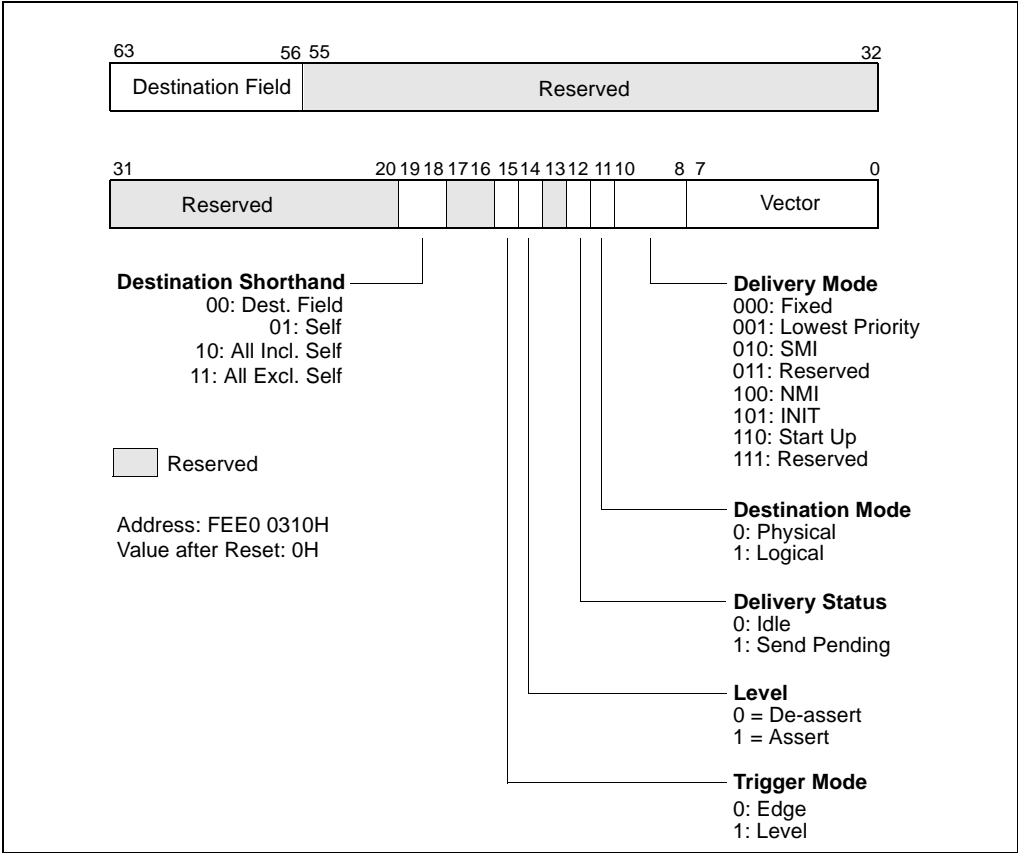 63 56 55 32
Destination Field Reserved
31 20 19 18 17 16 15 14 13 12 11 10 8 7 0
Reserved Vector
Destination Shorthand
00: Dest. Field
01: Self
10: All Incl. Self
11: All Excl. Self
Reserved
Address: FEE0 0310H
Value after Reset: 0H
Delivery Mode
000: Fixed
001: Lowest Priority
010: SMI
011: Reserved
100: NMI
101: INIT
110: Start Up
111: Reserved
Destination Mode
0: Physical
1: Logical
Delivery Status
0: Idle
1: Send Pending
Level
0 = De-assert
1 = Assert
Trigger Mode
0: Edge
1: Level